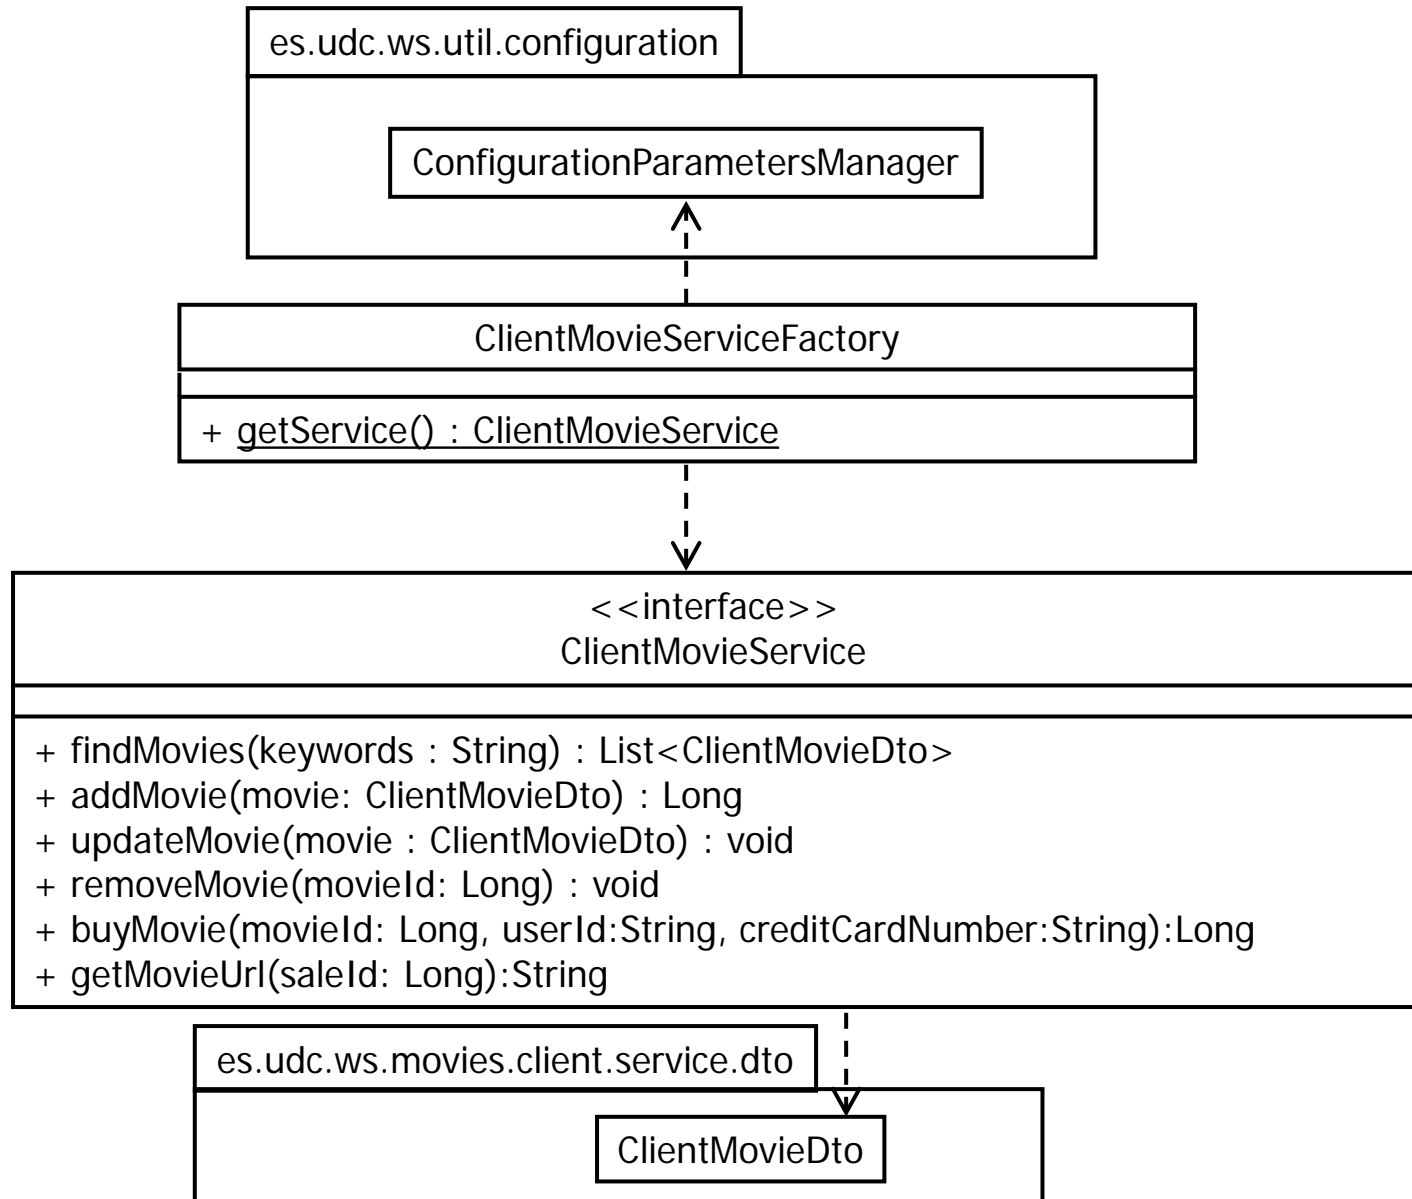 es.udc.ws.util.configuration
ConfigurationParametersManager
ClientMovieServiceFactory
+ getService() : ClientMovieService
<<interface>>
ClientMovieService
+ findMovies(keywords : String) : List<ClientMovieDto>
+ addMovie(movie: ClientMovieDto) : Long
+ updateMovie(movie : ClientMovieDto) : void
+ removeMovie(movieId: Long) : void
+ buyMovie(movieId: Long, userId:String, creditCardNumber:String):Long
+ getMovieUrl(saleId: Long):String
es.udc.ws.movies.client.service.dto
ClientMovieDto